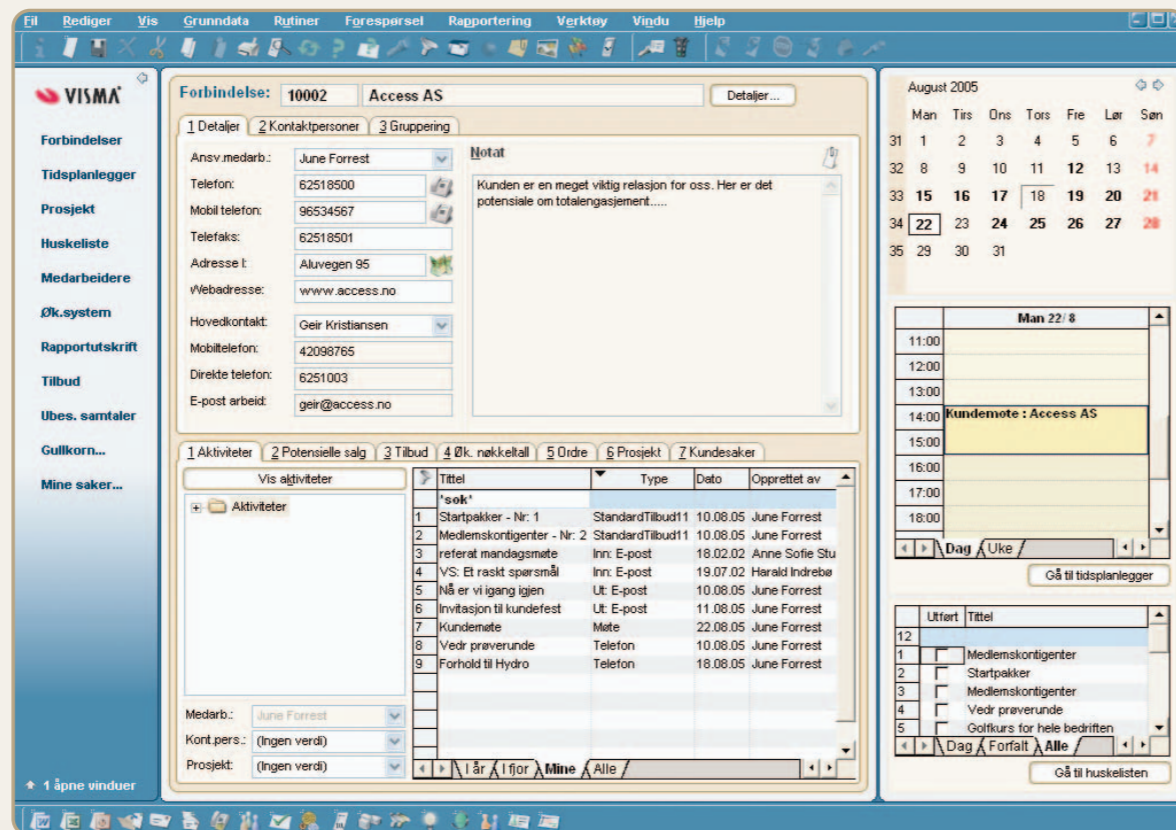 Fil Rediger Vis Grunndata Rutiner Forespørsel Rapportering Verktøy Vindu Hjelp
VISMA
Forbindelser
Tidsplanlegger
Prosjekt
Huskeliste
Medarbeidere
Øk.system
Rapportutskrift
Tilbud
Ubes. samtaler
Gullkorn...
Mine saker...
1 åpne vinduer
Forbindelse: 10002 Access AS Detaljer...
1 Detaljer 2 Kontaktpersoner 3 Gruppering
Ansv.medarb.: June Forrest
Telefon: 62518500
Mobil telefon: 96534567
Telefaks: 62518501
Adresse I: Aluvegen 95
Webadresse: www.access.no
Hovedkontakt: Geir Kristiansen
Mobiltelefon: 42098765
Direkte telefon: 6251003
E-post arbeid: geir@access.no
Notat
Kunden er en meget viktig relasjon for oss. Her er det
potensiale om totalengasjement.....
1 Aktiviteter 2 Potensielle salg 3 Tilbud 4 Øk. nøkkeltall 5 Ordre 6 Prosjekt 7 Kundesaker
Vis aktiviteter
Aktiviteter
Medarb.: June Forrest
Kont.pers.: (Ingen verdi)
Prosjekt: (Ingen verdi)
Tittel Type Dato Opprettet av
*søk*
1 Startpakker - Nr: 1 StandardTilbud11 10.08.05 June Forrest
2 Medlemskontigenter - Nr: 2 StandardTilbud11 10.08.05 June Forrest
3 referat mandagsmøte Inn: E-post 18.02.02 Anne Sofie Stu
4 VS: Et raskt spørsmål Inn: E-post 19.07.02 Harald Indrebø
5 Nå er vi igang igjen Ut: E-post 10.08.05 June Forrest
6 Invitasjon til kundefest Ut: E-post 11.08.05 June Forrest
7 Kundemøte Møte 22.08.05 June Forrest
8 Vedr prøverunde Telefon 10.08.05 June Forrest
9 Forhold til Hydro Telefon 18.08.05 June Forrest
I år I fjor Mine Alle
August 2005
Man Tirs Ons Tors Fre Lør Søn
31 1 2 3 4 5 6 7
32 8 9 10 11 12 13 14
33 15 16 17 18 19 20 21
34 22 23 24 25 26 27 28
35 29 30 31
Man 22/ 8
11:00
12:00
13:00
14:00 Kundemøte : Access AS
15:00
16:00
17:00
18:00
Dag Uke
Gå til tidsplanlegger
Utført Tittel
12
1 Medlemskontigenter
2 Startpakker
3 Medlemskontigenter
4 Vedr prøverunde
5 Golfkurs for hele bedriften
Dag Forfalt Alle
Gå til huskelisten